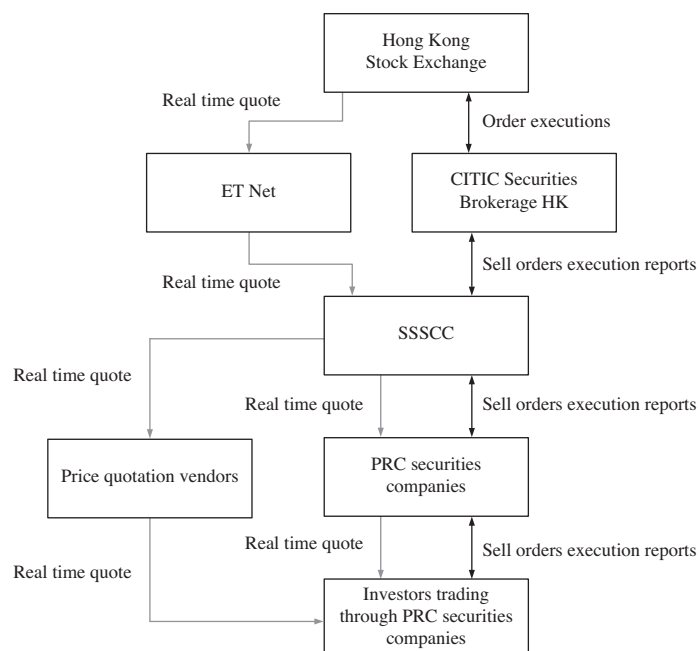 Hong Kong
Stock Exchange
Real time quote
Order executions
ET Net
CITIC Securities
Brokerage HK
Real time quote
Sell orders execution reports
SSSCC
Real time quote
Real time quote
Sell orders execution reports
Price quotation vendors
PRC securities
companies
Real time quote
Sell orders execution reports
Real time quote
Investors trading
through PRC securities
companies